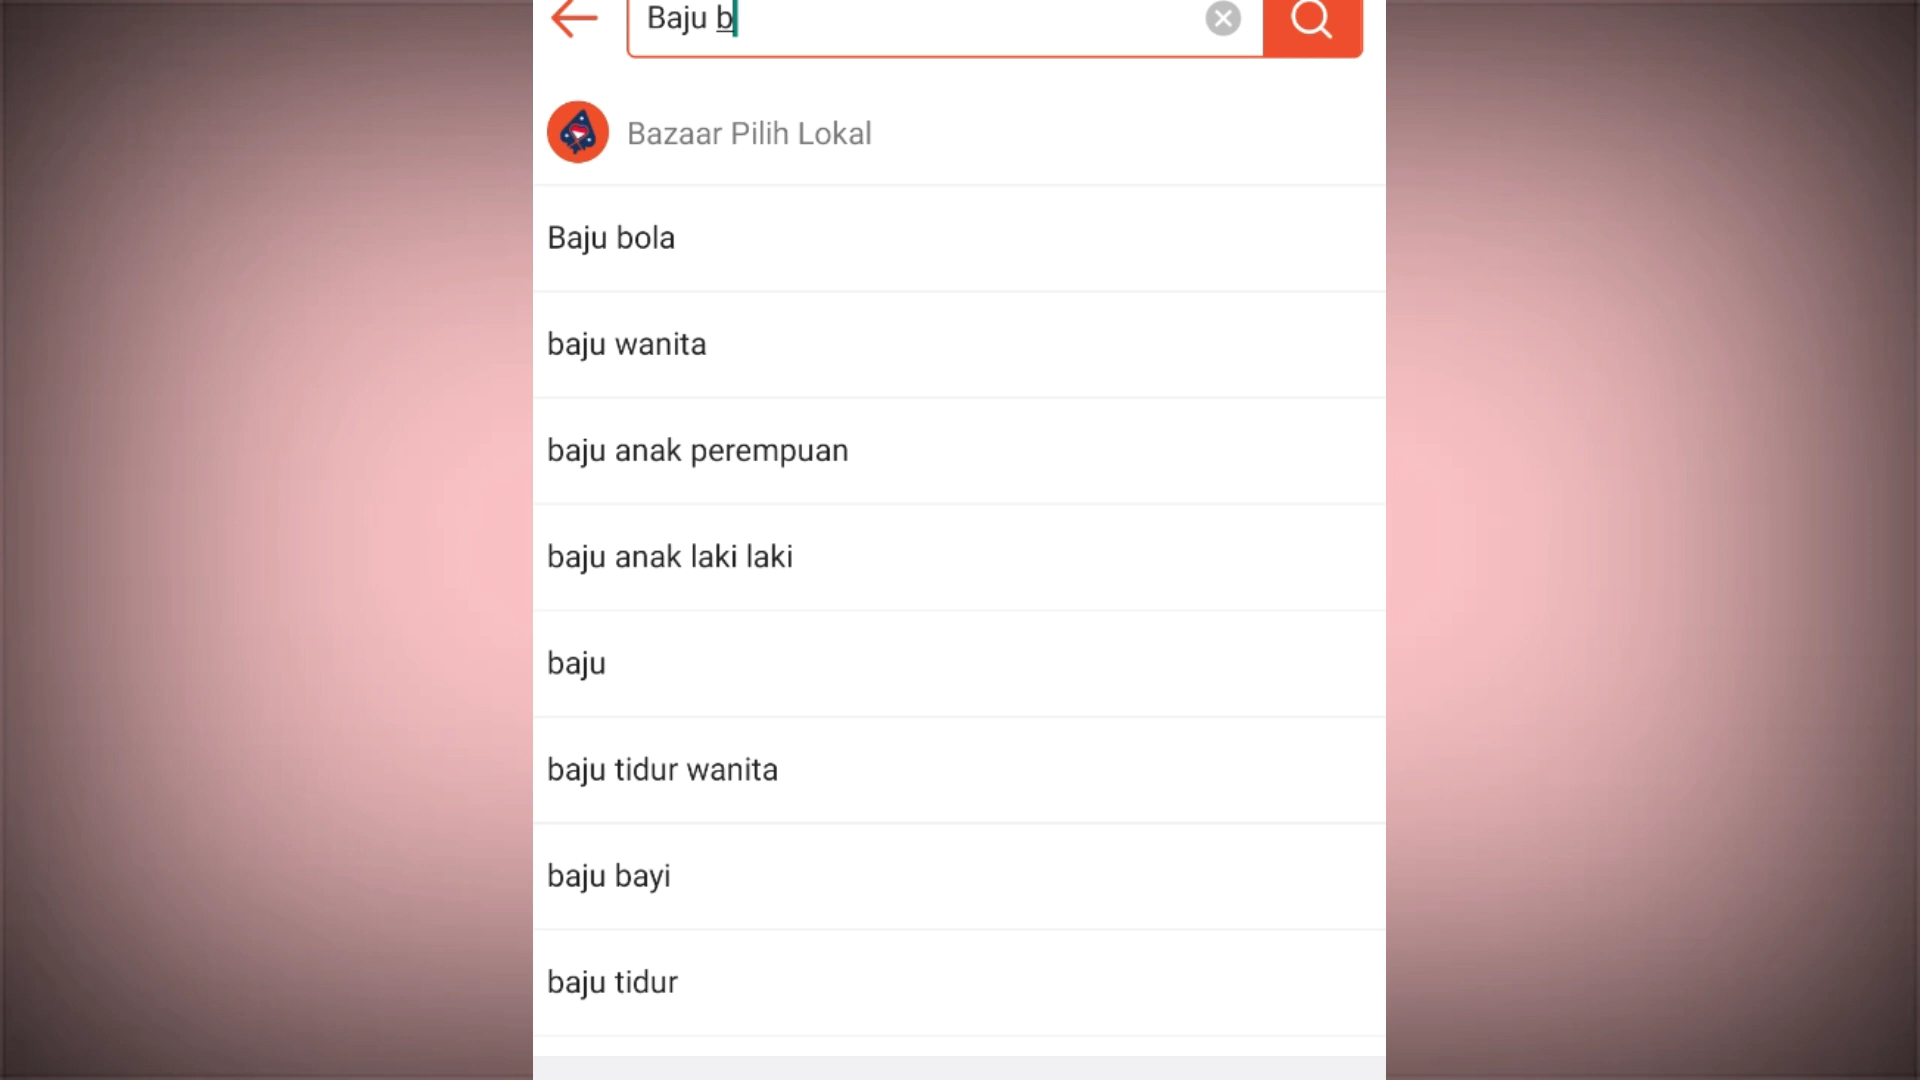 Baju b
Bazaar Pilih Lokal
Baju bola
baju wanita
baju anak perempuan
baju anak laki laki
baju
baju tidur wanita
baju bayi
baju tidur